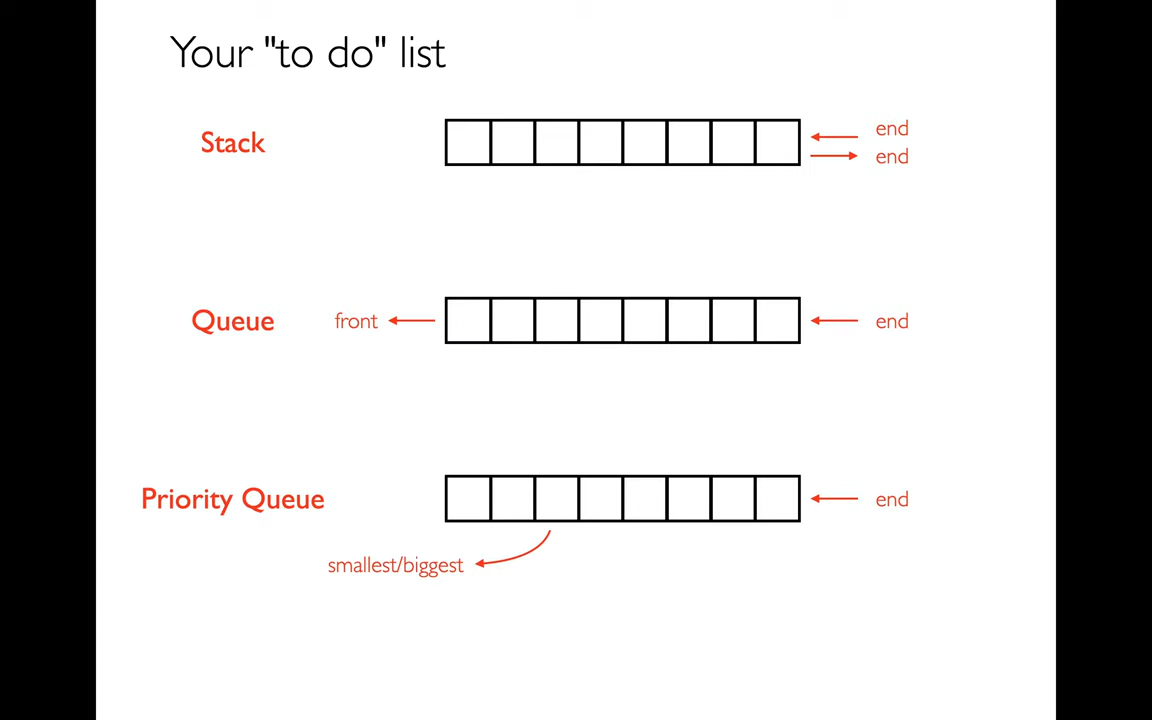 Your "to do" list
Stack
end
end
Queue
front
end
Priority Queue
end
smallest/biggest